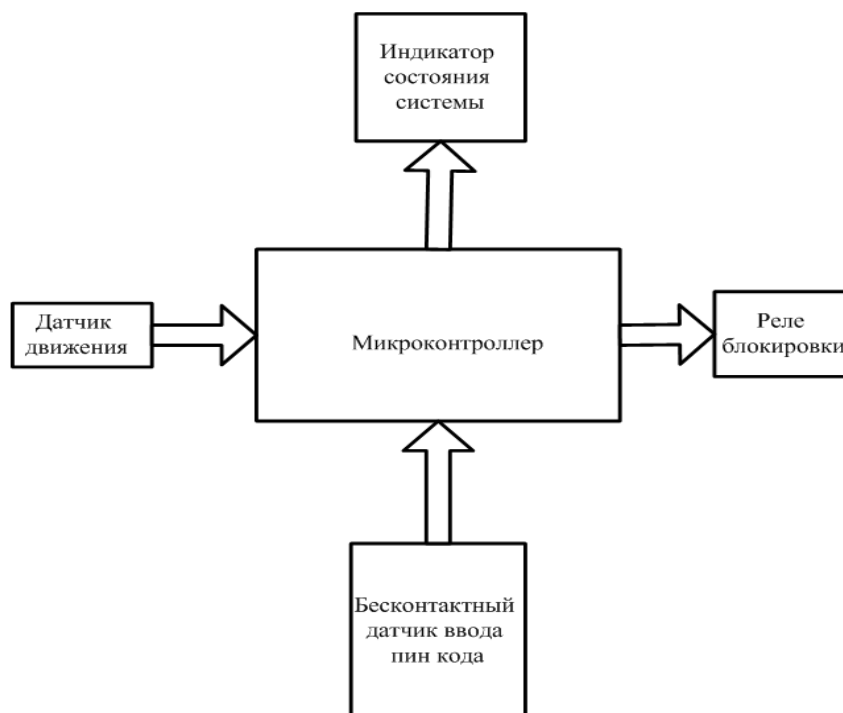 Индикатор
состояния
системы
Датчик
движения
Микроконтроллер
Реле
блокировки
Бесконтактный
датчик ввода
пин кода